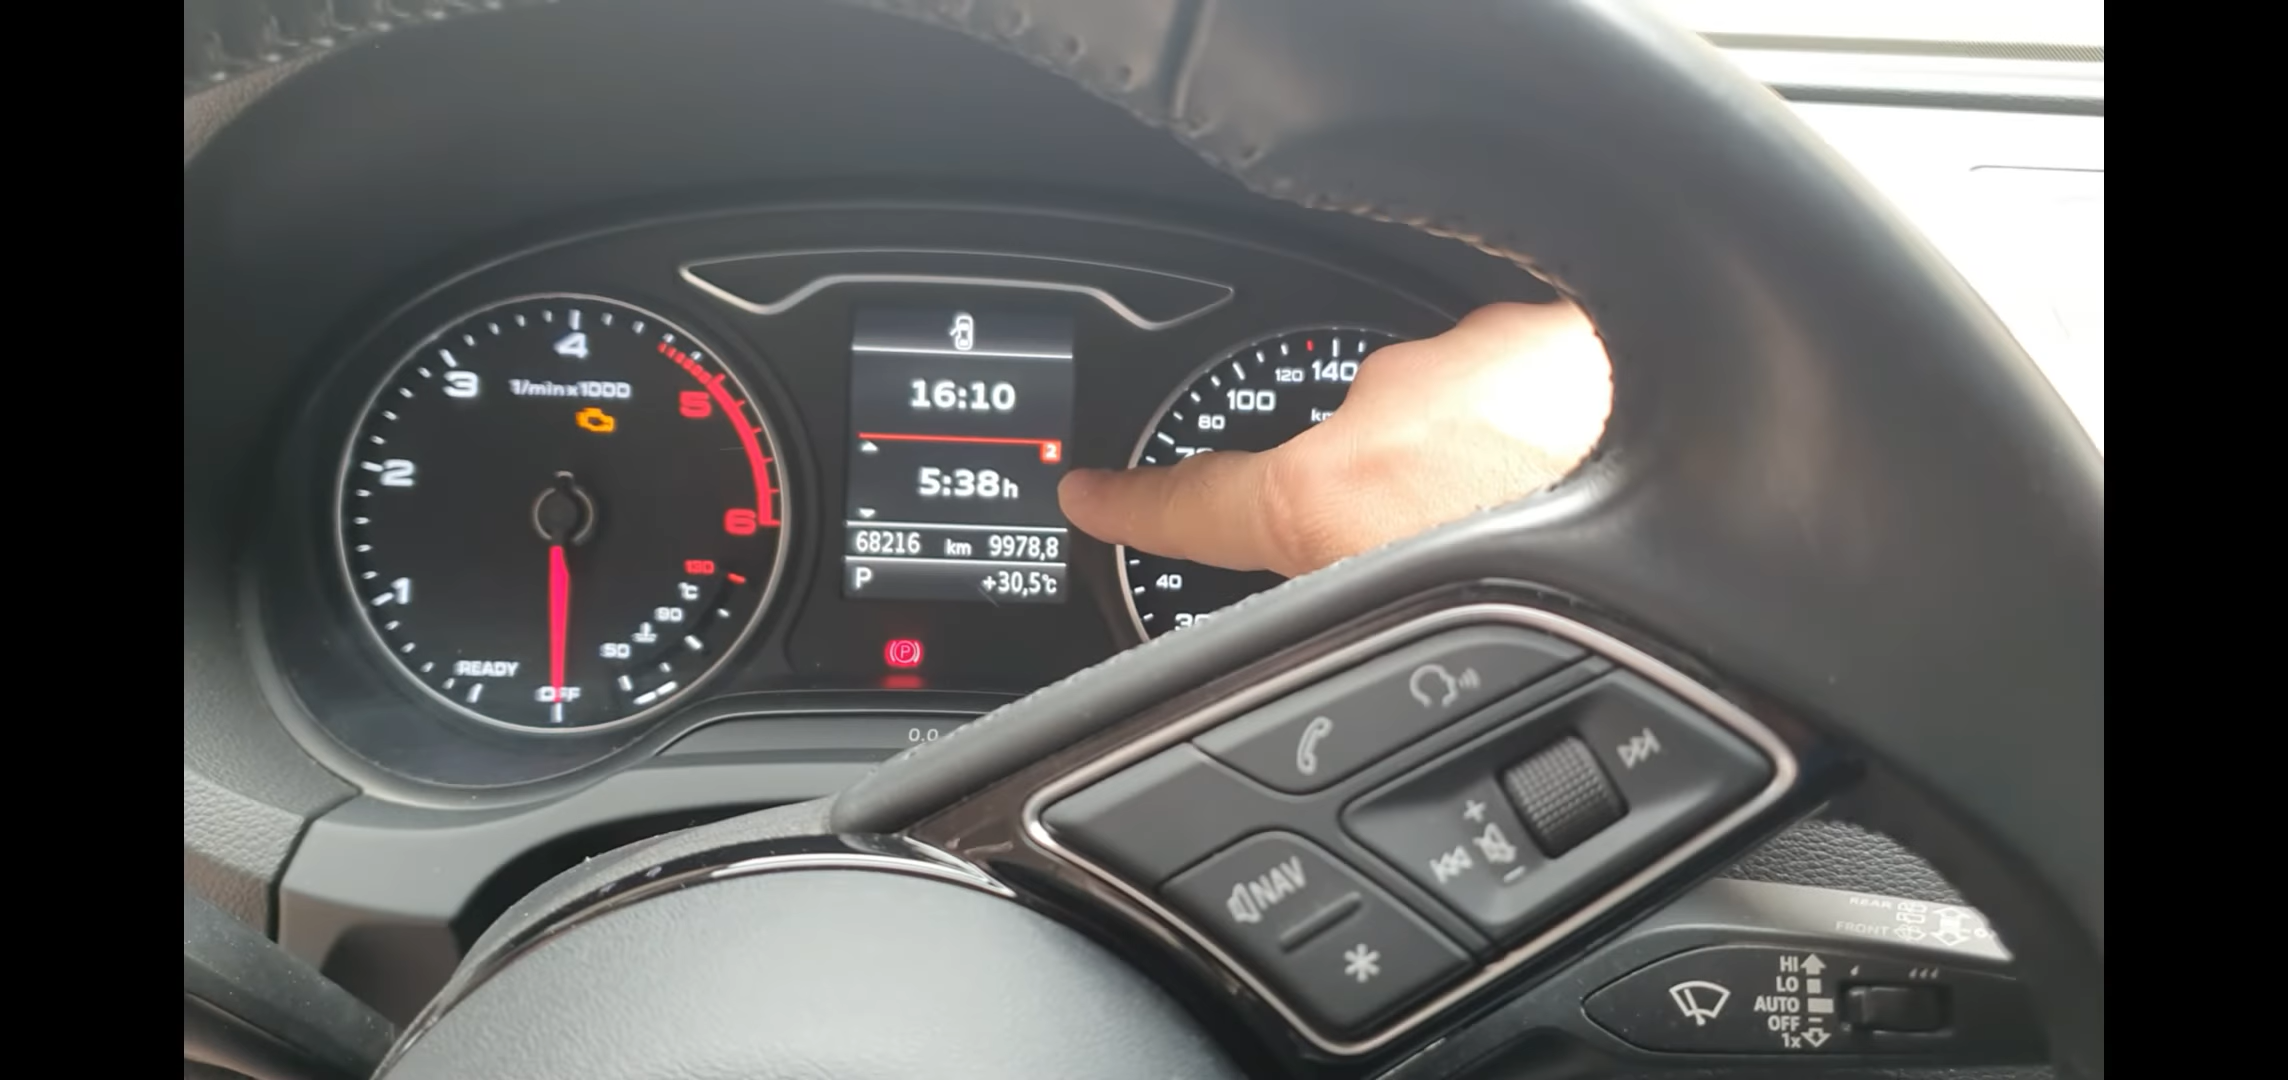 4
3
5
1/min x 1000
2
6
1
130
°C
90
50
READY
OFF
16:10
2
5:38 h
68216 km 9978,8
P +30,5°C
(P)
0.0
120
140
100
80
40
NAV
*
+
-
REAR
FRONT
HI
LO
AUTO
OFF
1x